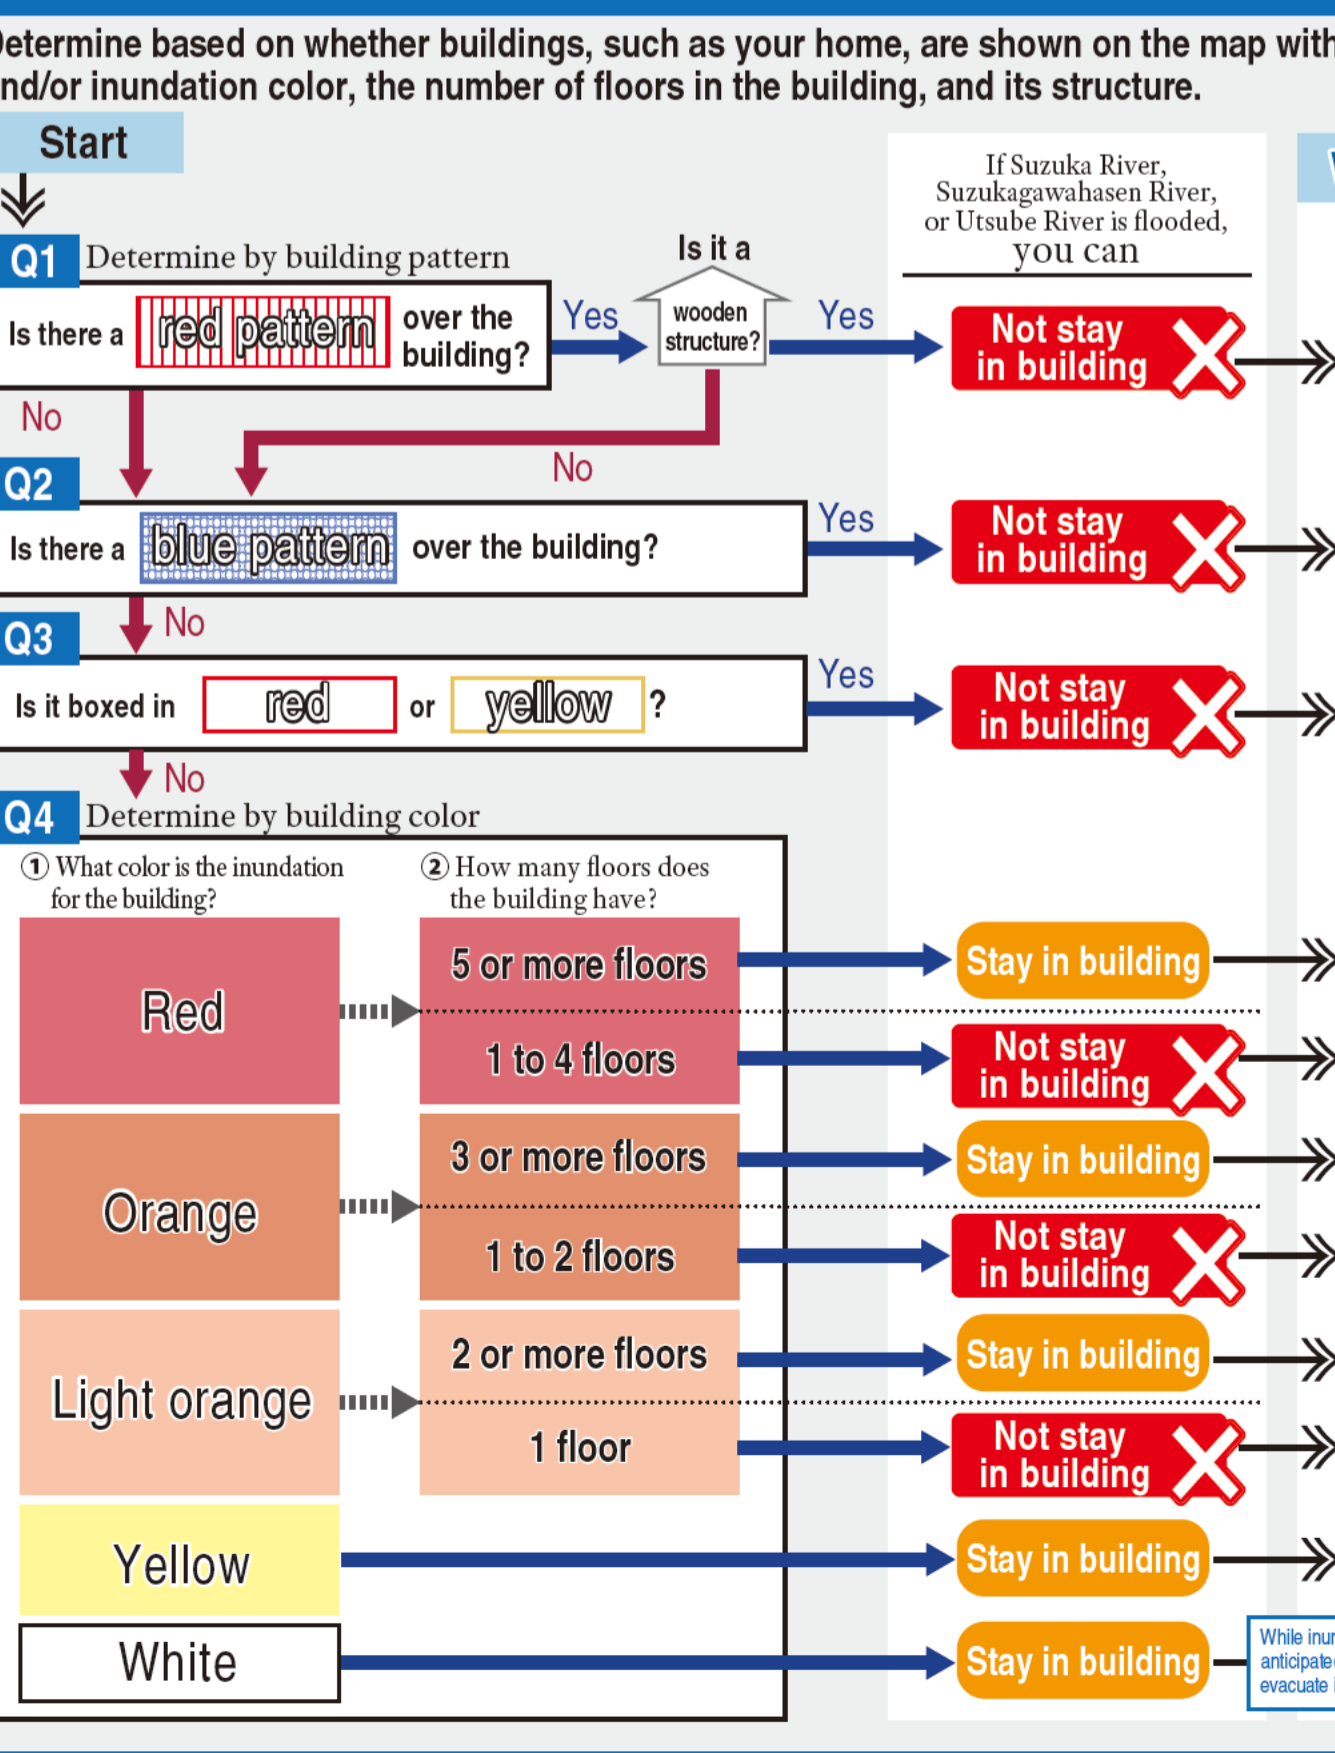 Determine based on whether buildings, such as your home, are shown on the map with
and/or inundation color, the number of floors in the building, and its structure.
Start
Q1 Determine by building pattern
Is there a red pattern over the building?
Yes
Is it a
wooden
structure?
Yes
No
No
If Suzuka River,
Suzukagawahasen River,
or Utsube River is flooded,
you can
Not stay
in building
Q2
Is there a blue pattern over the building?
Yes
Not stay
in building
No
Q3
Is it boxed in red or yellow ?
Yes
Not stay
in building
No
Q4 Determine by building color
① What color is the inundation
for the building?
② How many floors does
the building have?
Red
5 or more floors
Stay in building
1 to 4 floors
Not stay
in building
Orange
3 or more floors
Stay in building
1 to 2 floors
Not stay
in building
Light orange
2 or more floors
Stay in building
1 floor
Not stay
in building
Yellow
Stay in building
White
Stay in building
While
evacuate